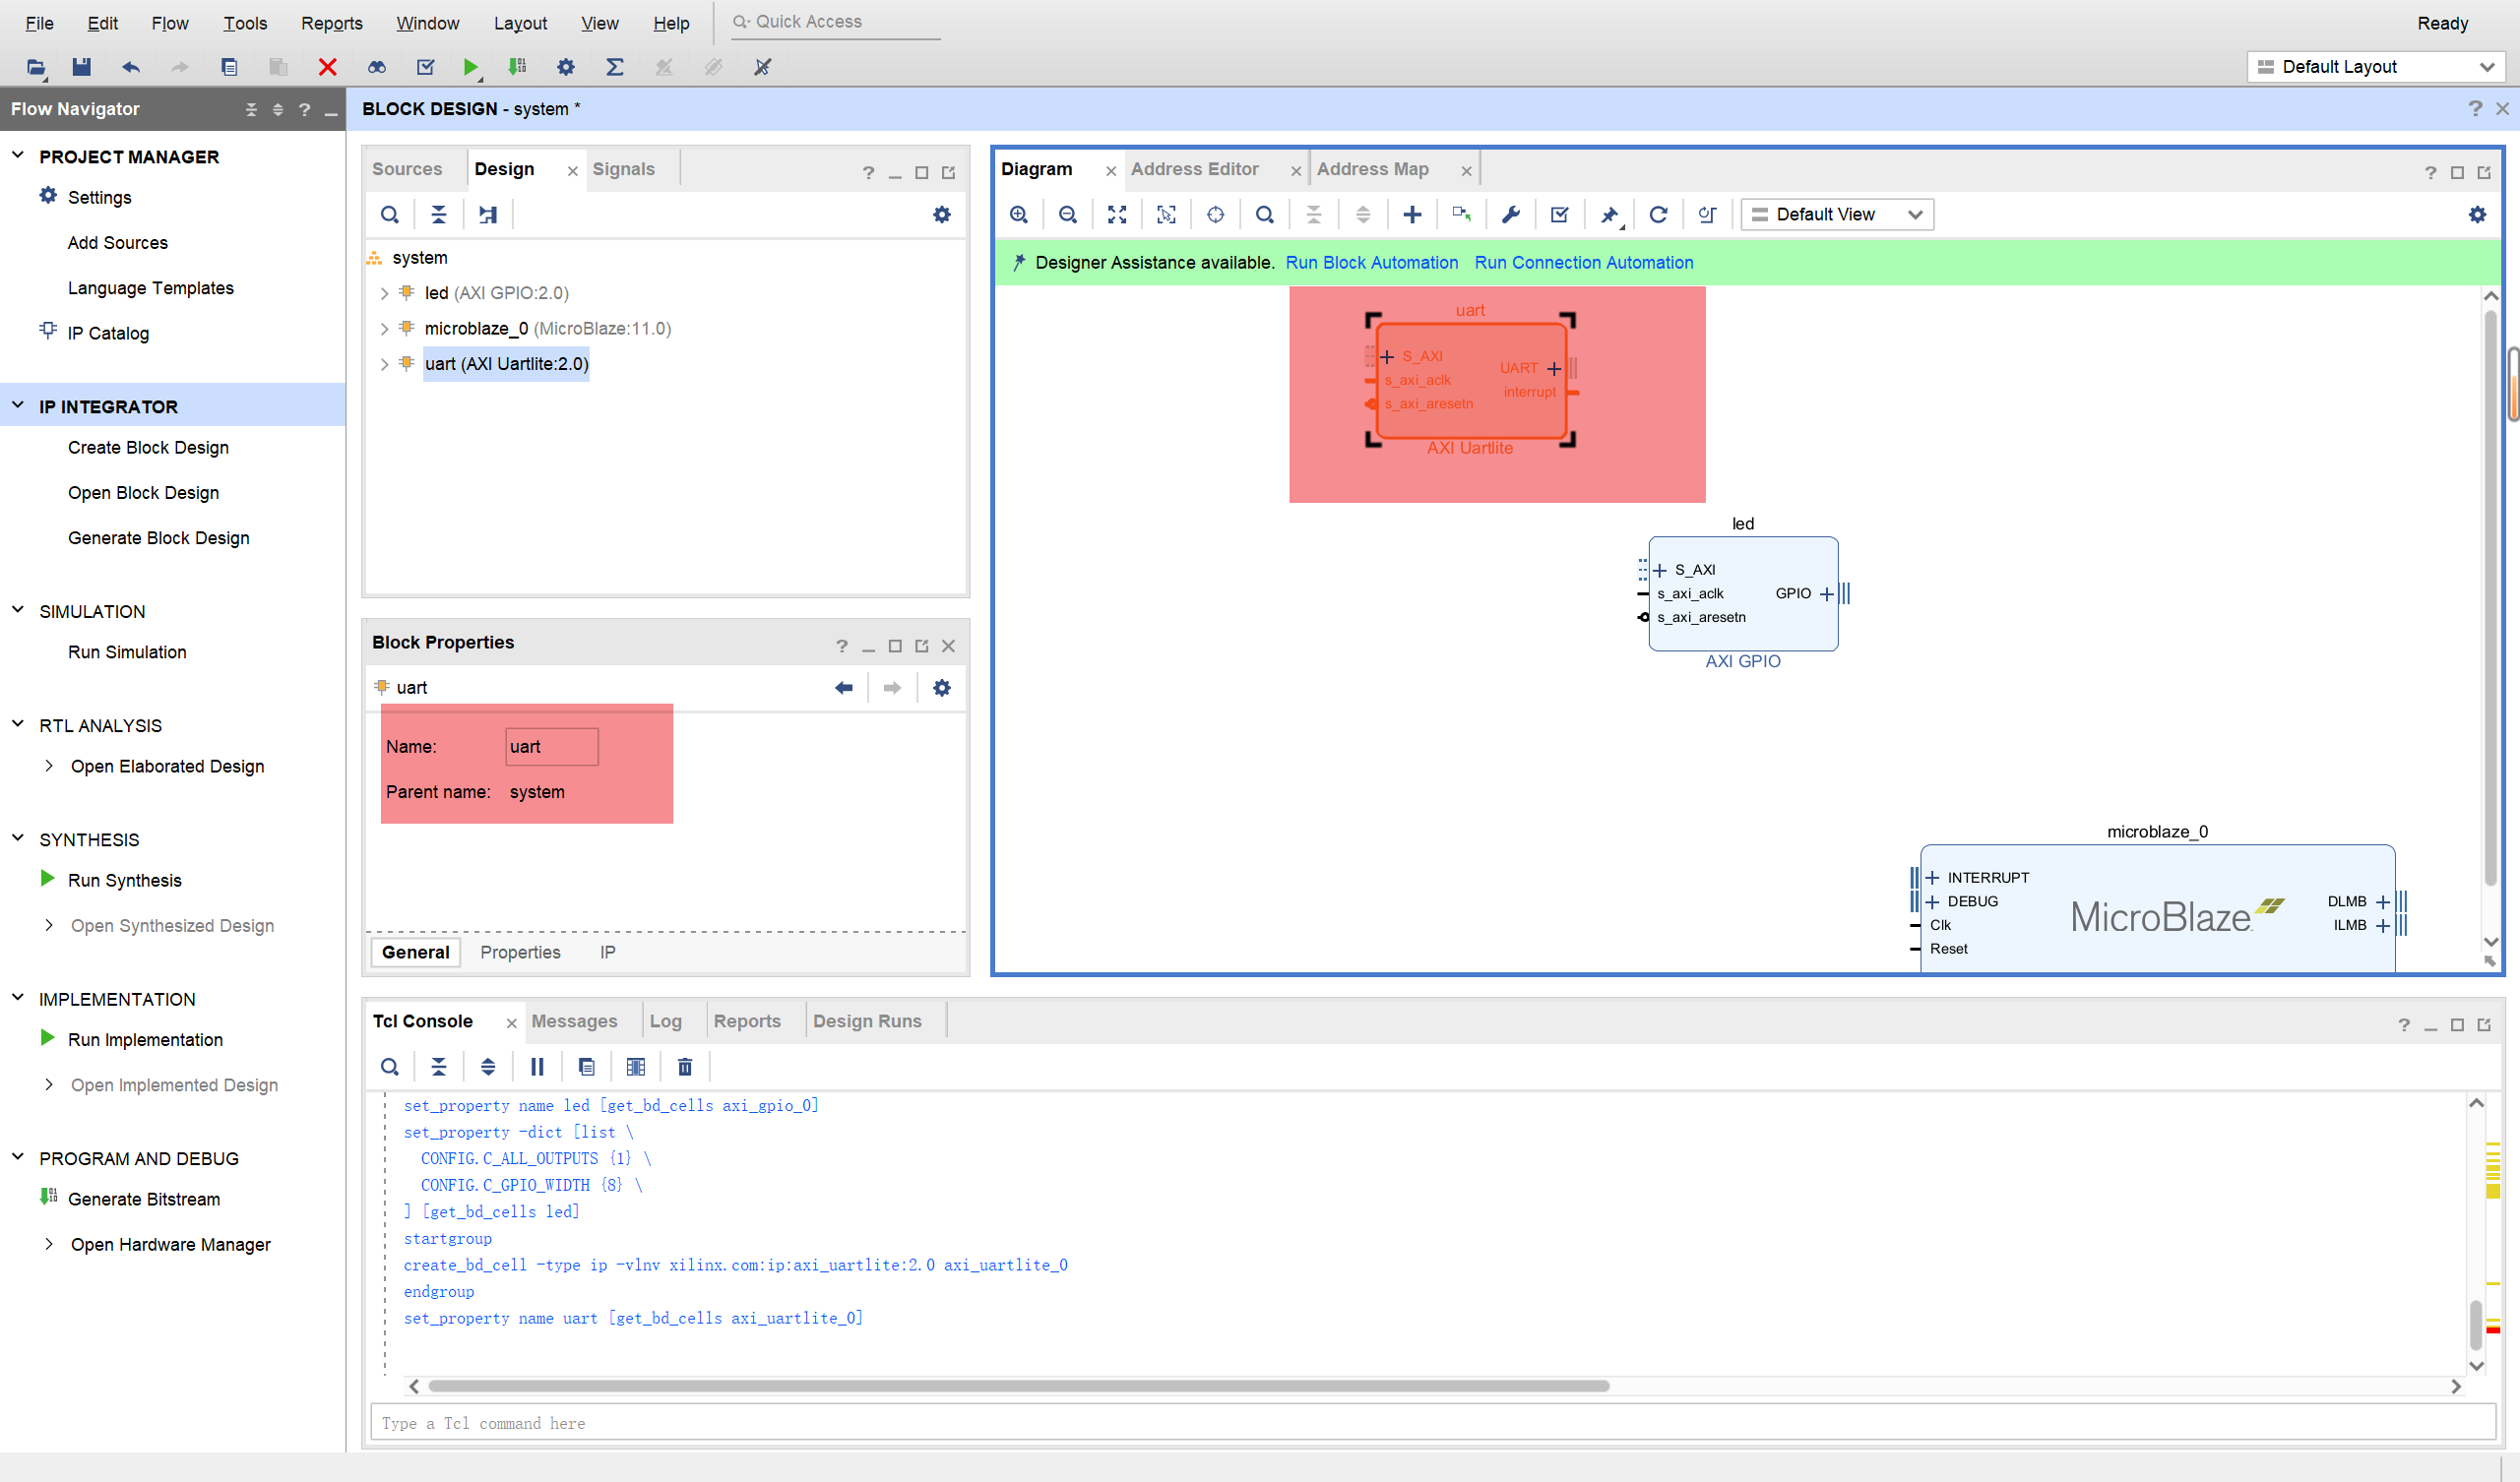 File Edit Flow Tools Reports Window Layout View Help Quick Access Ready
Default Layout
Flow Navigator
BLOCK DESIGN - system *
PROJECT MANAGER
Settings
Add Sources
Language Templates
IP Catalog
IP INTEGRATOR
Create Block Design
Open Block Design
Generate Block Design
SIMULATION
Run Simulation
RTL ANALYSIS
Open Elaborated Design
SYNTHESIS
Run Synthesis
Open Synthesized Design
IMPLEMENTATION
Run Implementation
Open Implemented Design
PROGRAM AND DEBUG
Generate Bitstream
Open Hardware Manager
Sources Design Signals
system
led (AXI GPIO:2.0)
microblaze_0 (MicroBlaze:11.0)
uart (AXI Uartlite:2.0)
Block Properties
uart
Name: uart
Parent name: system
General Properties IP
Diagram Address Editor Address Map
Default View
Designer Assistance available. Run Block Automation Run Connection Automation
uart
S_AXI
s_axi_aclk
s_axi_aresetn
UART
interrupt
AXI Uartlite
led
S_AXI
s_axi_aclk
s_axi_aresetn
GPIO
AXI GPIO
microblaze_0
INTERRUPT
DEBUG
Clk
Reset
MicroBlaze
DLMB
ILMB
Tcl Console Messages Log Reports Design Runs
set_property name led [get_bd_cells axi_gpio_0]
set_property -dict [list \
CONFIG.C_ALL_OUTPUTS {1} \
CONFIG.C_GPIO_WIDTH {8} \
] [get_bd_cells led]
startgroup
create_bd_cell -type ip -vlnv xilinx.com:ip:axi_uartlite:2.0 axi_uartlite_0
endgroup
set_property name uart [get_bd_cells axi_uartlite_0]
Type a Tcl command here